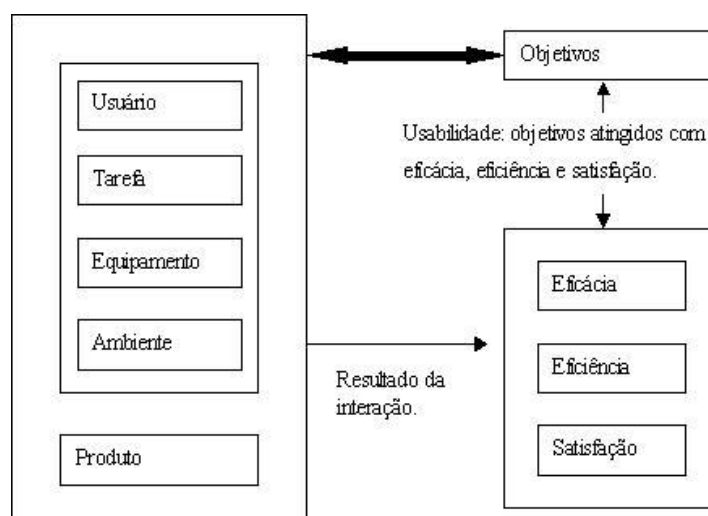 Usuário
Tarefa
Equipamento
Ambiente
Produto
Objetivos
Usabilidade: objetivos atingidos com
eficácia, eficiência e satisfação.
Resultado da
interação.
Eficácia
Eficiência
Satisfação